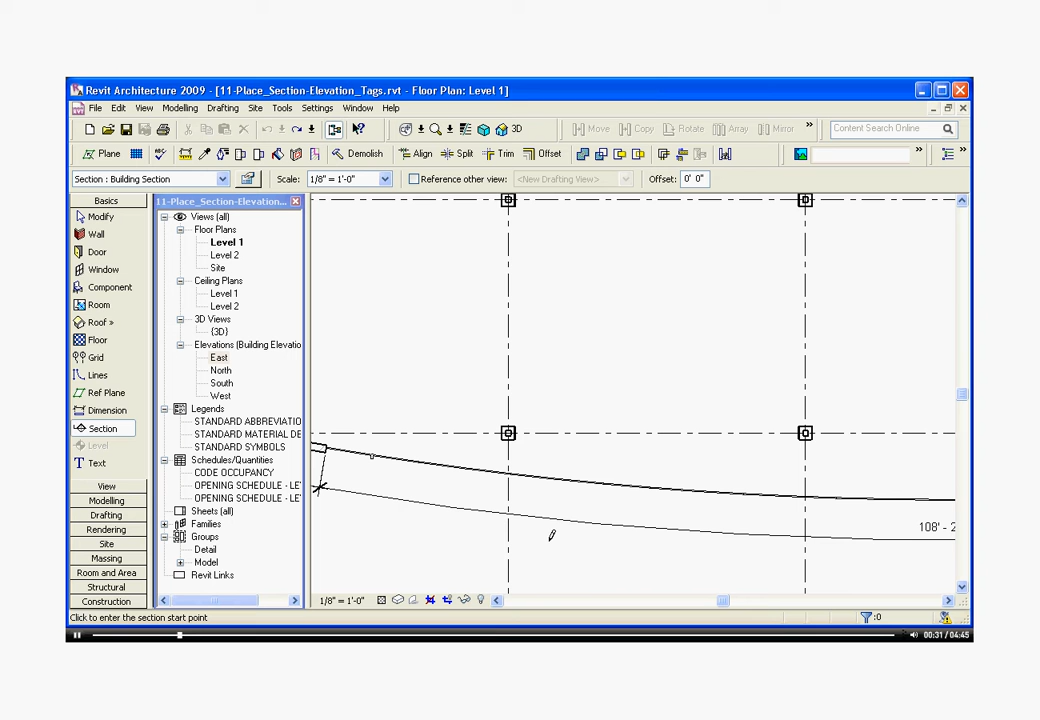 Revit Architecture 2009 - [11-Place_Section-Elevation_Tags.rvt - Floor Plan: Level 1]
File Edit View Modelling Drafting Site Tools Settings Window Help
3D Move Copy Rotate Array Mirror » Content Search Online
Plane Demolish Align Split Trim Offset » »
Section : Building Section Scale: 1/8" = 1'-0" Reference other view: <New Drafting View> Offset: 0' 0"
Basics
Modify
Wall
Door
Window
Component
Room
Roof »
Floor
Grid
Lines
Ref Plane
Dimension
Section
Level
Text
View
Modelling
Drafting
Rendering
Site
Massing
Room and Area
Structural
Construction
11-Place_Section-Elevation...
Views (all)
Floor Plans
Level 1
Level 2
Site
Ceiling Plans
Level 1
Level 2
3D Views
{3D}
Elevations (Building Elevatio
East
North
South
West
Legends
STANDARD ABBREVIATIO
STANDARD MATERIAL DE
STANDARD SYMBOLS
Schedules/Quantities
CODE OCCUPANCY
OPENING SCHEDULE - LE
OPENING SCHEDULE - LE
Sheets (all)
Families
Groups
Detail
Model
Revit Links
108' - 2
1/8" = 1'-0"
Click to enter the section start point
:0
00:31 / 04:45